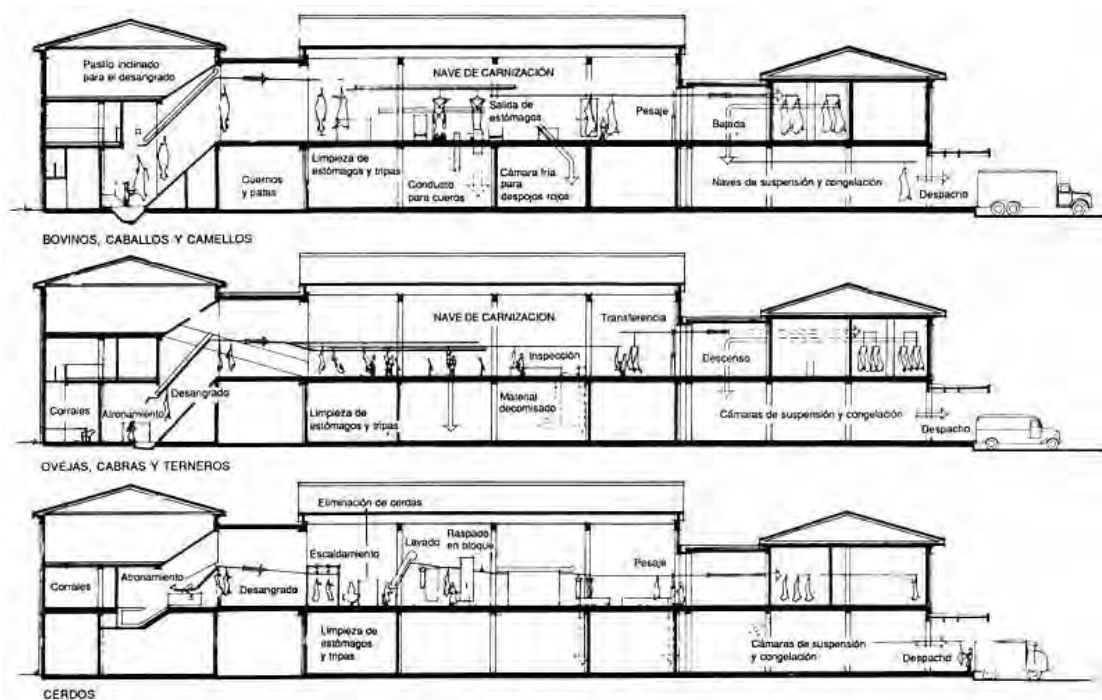 Pasillo inclinado
para el desangrado
NAVE DE CARNIZACIÓN
Salida de
estómagos
Pesaje
Bajada
Cuernos
y patas
Limpieza de
estómagos y tripas
Conducto
para cueros
Cámara fría
para
despojos rojos
Naves de suspensión y congelación
Despacho
BOVINOS, CABALLOS Y CAMELLOS
NAVE DE CARNIZACION
Transferencia
Inspección
Descenso
Desangrado
Corrales
Atronamiento
Limpieza de
estómagos y tripas
Material
decomisado
Cámaras de suspensión y congelación
Despacho
OVEJAS, CABRAS Y TERNEROS
Eliminación de cerdas
Escaldamiento
Lavado
Raspado
en bloque
Pesaje
Corrales
Atronamiento
Desangrado
Limpieza de
estómagos
y tripas
Cámaras de suspensión
y congelación
Despacho
CERDOS